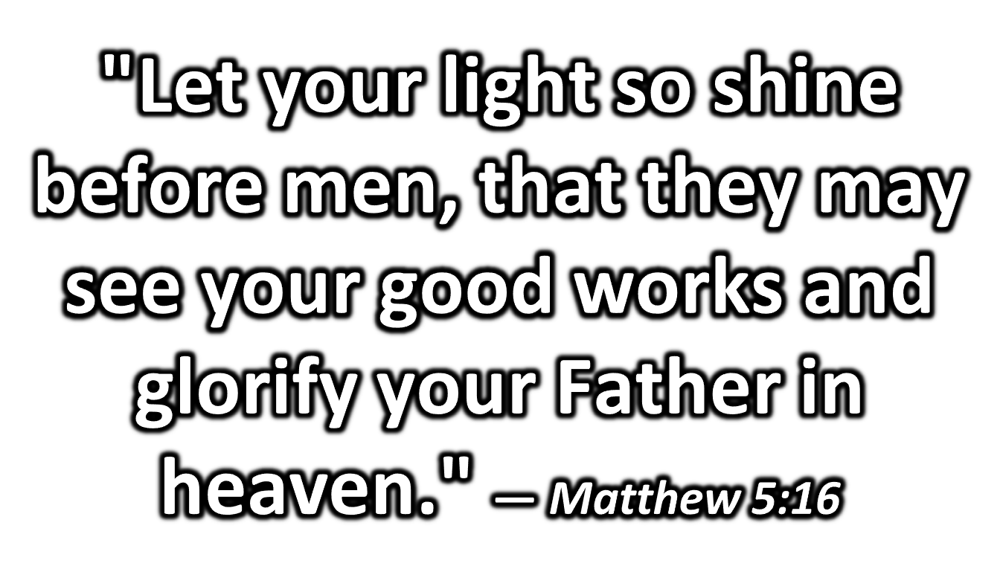 "Let your light so shine
before men, that they may
see your good works and
glorify your Father in
heaven." — Matthew 5:16